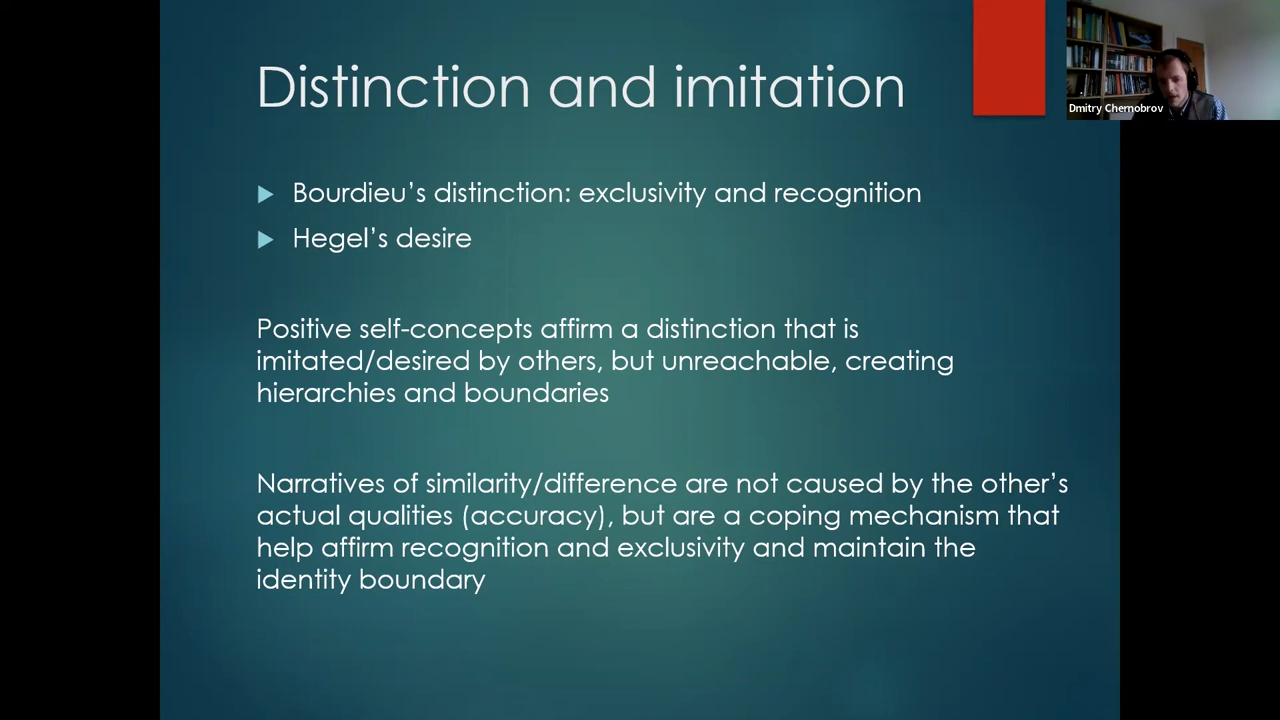 Distinction and imitation
Dmitry Chernobrov
Bourdieu’s distinction: exclusivity and recognition
Hegel’s desire
Positive self-concepts affirm a distinction that is
imitated/desired by others, but unreachable, creating
hierarchies and boundaries
Narratives of similarity/difference are not caused by the other’s
actual qualities (accuracy), but are a coping mechanism that
help affirm recognition and exclusivity and maintain the
identity boundary